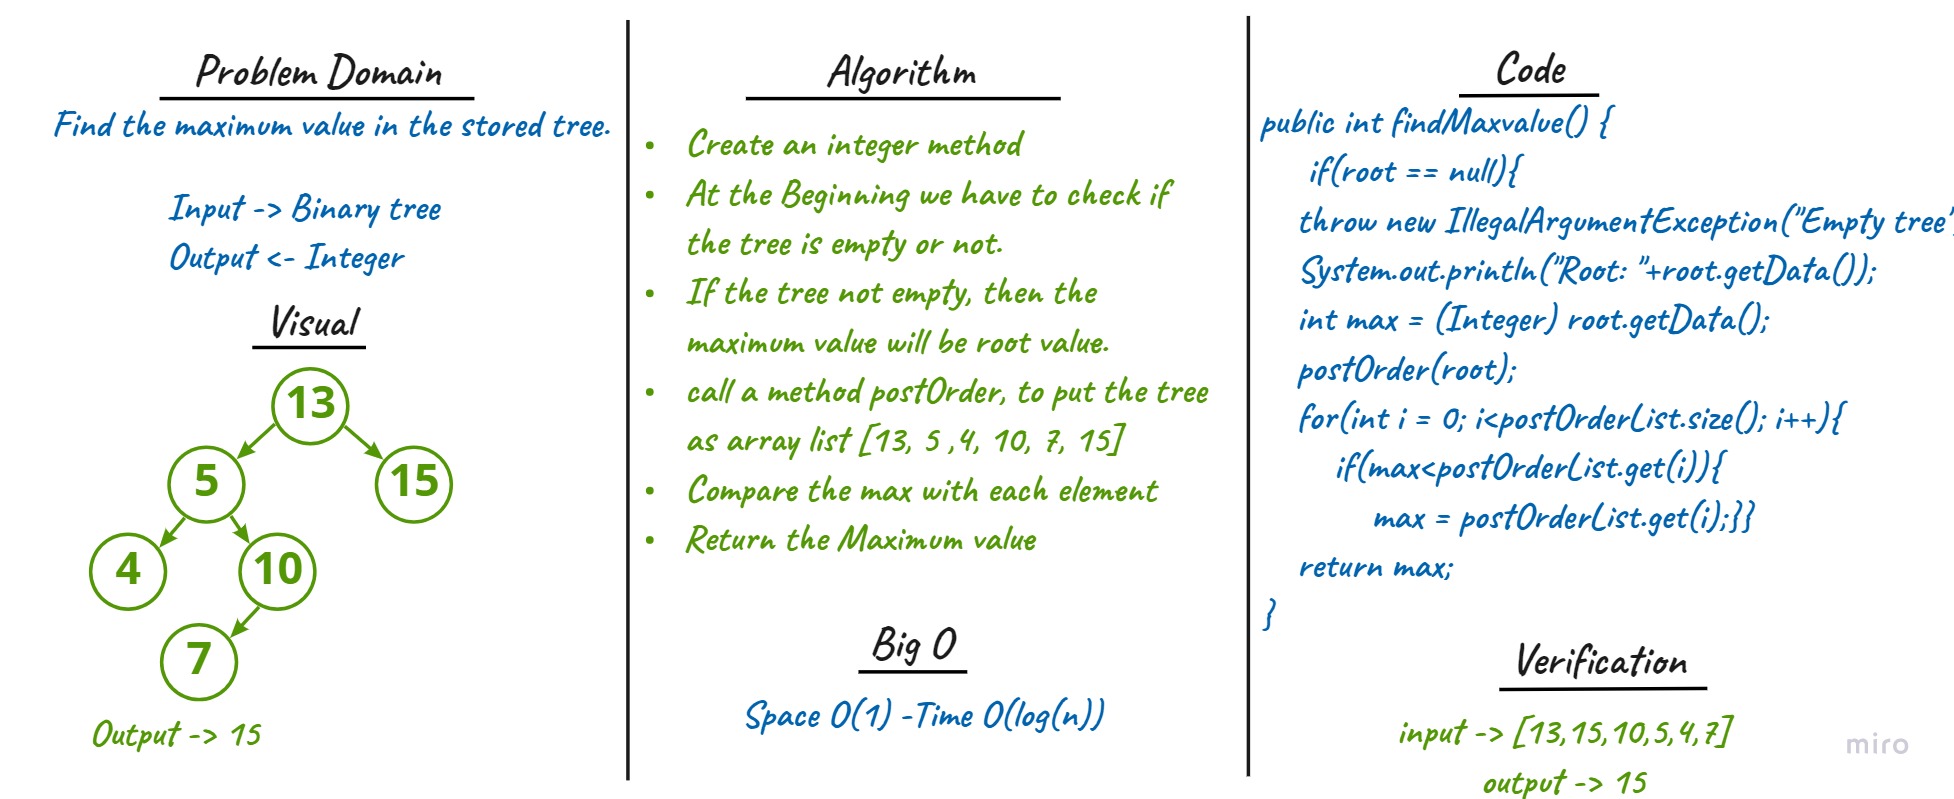 Problem Domain
Find the maximum value in the stored tree.
Input -> Binary tree
Output <- Integer
Visual
13
5
15
4
10
7
Output -> 15
Algorithm
• Create an integer method
• At the Beginning we have to check if
the tree is empty or not.
• If the tree not empty, then the
maximum value will be root value.
• call a method postOrder, to put the tree
as array list [13, 5 ,4, 10, 7, 15]
• Compare the max with each element
• Return the Maximum value
Big O
Space O(1) -Time O(log(n))
Code
public int findMaxvalue() {
if(root == null){
throw new IllegalArgumentException("Empty tree"
System.out.println("Root: "+root.getData());
int max = (Integer) root.getData();
postOrder(root);
for(int i = 0; i<postOrderList.size(); i++){
if(max<postOrderList.get(i)){
max = postOrderList.get(i);}}
return max;
}
Verification
input -> [13,15,10,5,4,7]
output -> 15
miro